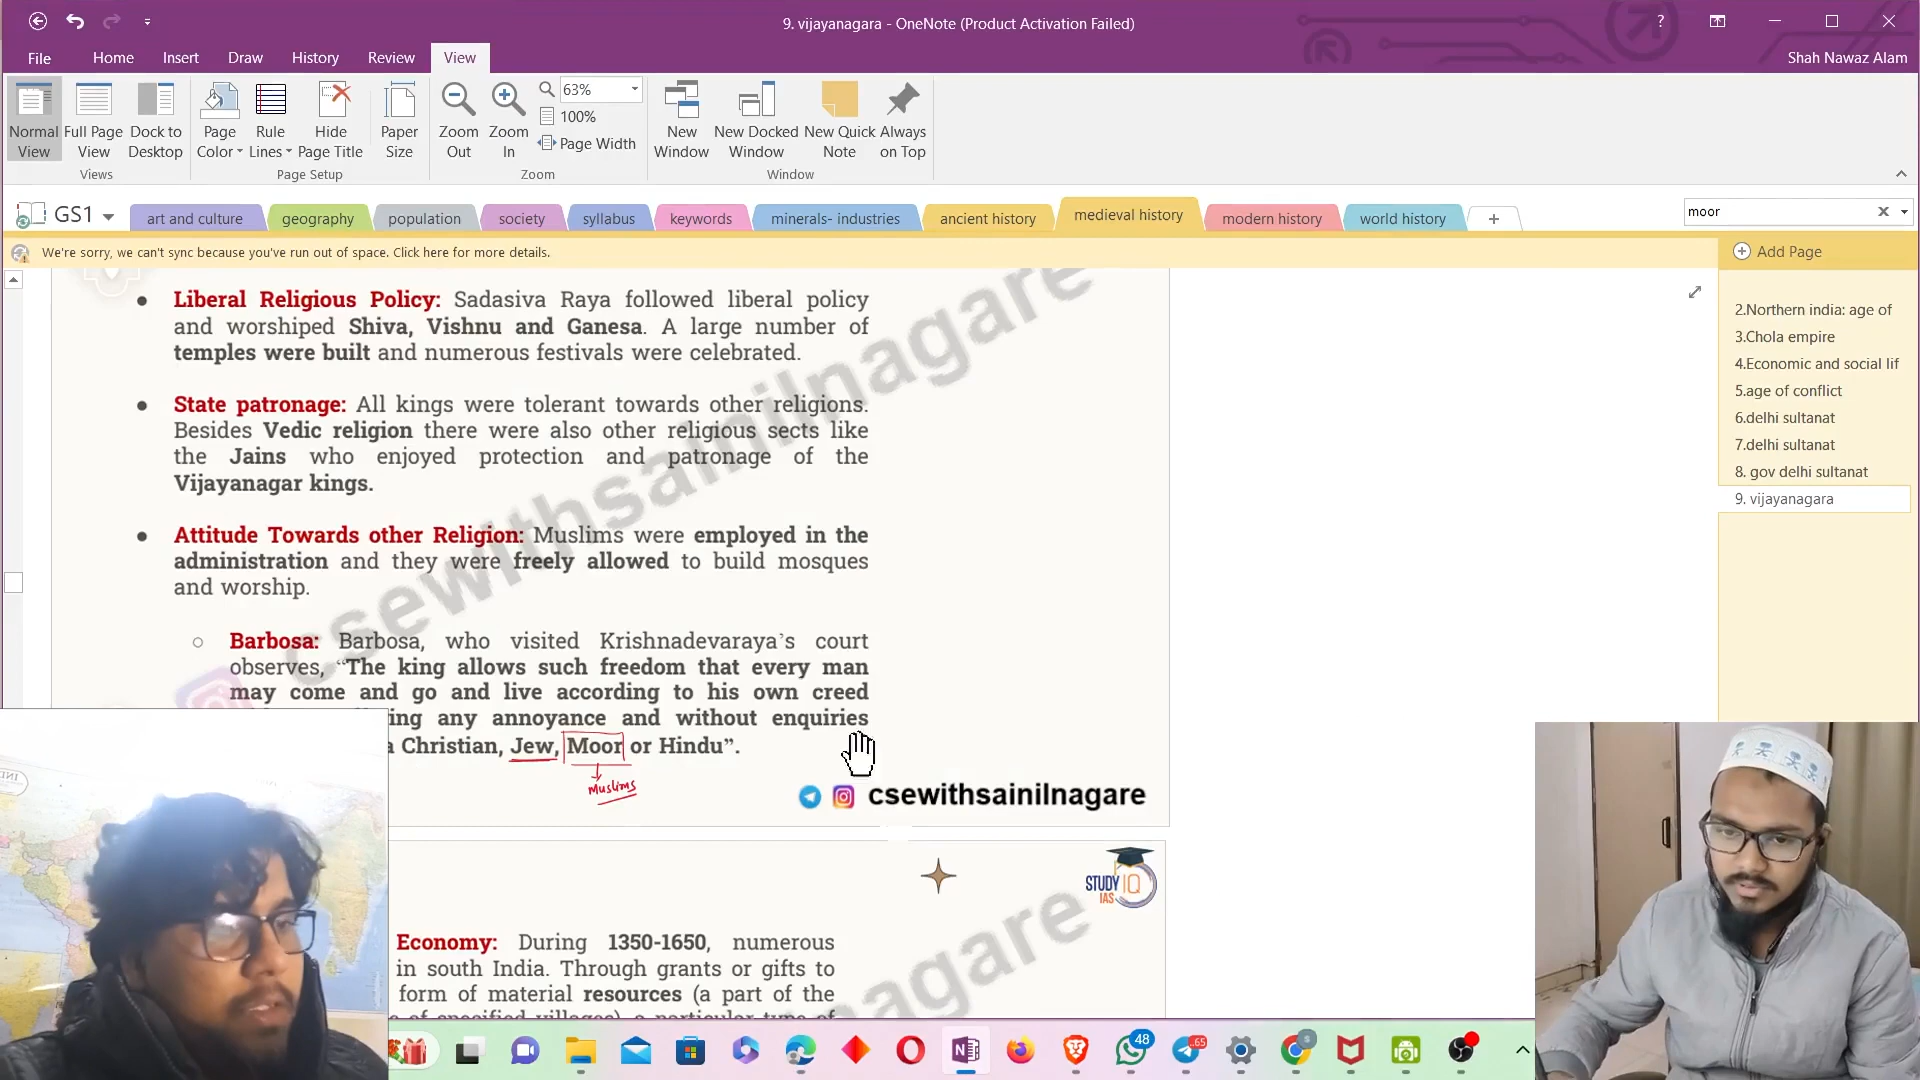 9. vijayanagara - OneNote (Product Activation Failed)
?
File
Home
Insert
Draw
History
Review
View
Shah Nawaz Alam
Normal View
Full Page View
Dock to Desktop
Page Color
Rule Lines
Hide Page Title
Paper Size
Zoom Out
Zoom In
63%
100%
Page Width
New Window
New Docked Window
New Quick Note
Always on Top
Views
Page Setup
Zoom
Window
GS1
art and culture
geography
population
society
syllabus
keywords
minerals- industries
ancient history
medieval history
modern history
world history
moor
We're sorry, we can't sync because you've run out of space. Click here for more details.
Add Page
2.Northern india: age of
3.Chola empire
4.Economic and social lif
5.age of conflict
6.delhi sultanat
7.delhi sultanat
8. gov delhi sultanat
9. vijayanagara
● Liberal Religious Policy: Sadasiva Raya followed liberal policy
and worshiped Shiva, Vishnu and Ganesa. A large number of
temples were built and numerous festivals were celebrated.
● State patronage: All kings were tolerant towards other religions.
Besides Vedic religion there were also other religious sects like
the Jains who enjoyed protection and patronage of the
Vijayanagar kings.
● Attitude Towards other Religion: Muslims were employed in the
administration and they were freely allowed to build mosques
and worship.
○ Barbosa: Barbosa, who visited Krishnadevaraya's court
observes, “The king allows such freedom that every man
may come and go and live according to his own creed
any annoyance and without enquiries
a Christian, Jew, Moor or Hindu”.
Muslims
csewithsainilnagare
csewithsainilnagare
STUDY IQ
IAS
Economy: During 1350-1650, numerous
in south India. Through grants or gifts to
form of material resources (a part of the
of specified villages), a particular type of
nagare
48
65